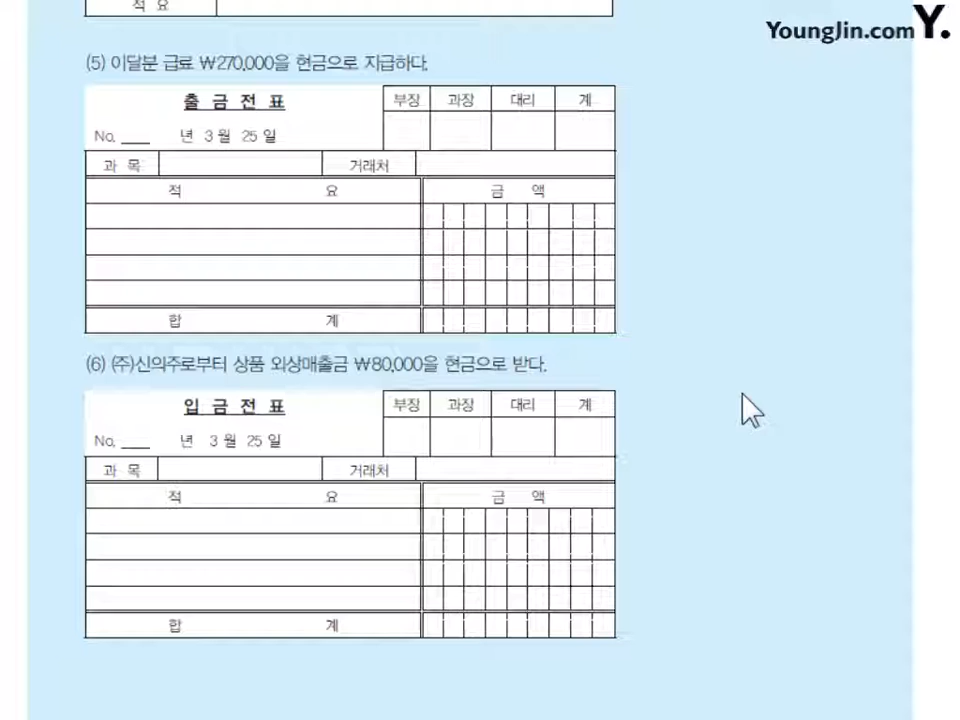 적 요
YoungJin.com Y.
(5) 이달분 급료 ₩270,000을 현금으로 지급하다.
출 금 전 표
부장 과장 대리 계
No. ___ 년 3 월 25 일
과 목 거래처
적 요 금 액
합 계
(6) ㈜신의주로부터 상품 외상매출금 ₩80,000을 현금으로 받다.
입 금 전 표
부장 과장 대리 계
No. ___ 년 3 월 25 일
과 목 거래처
적 요 금 액
합 계